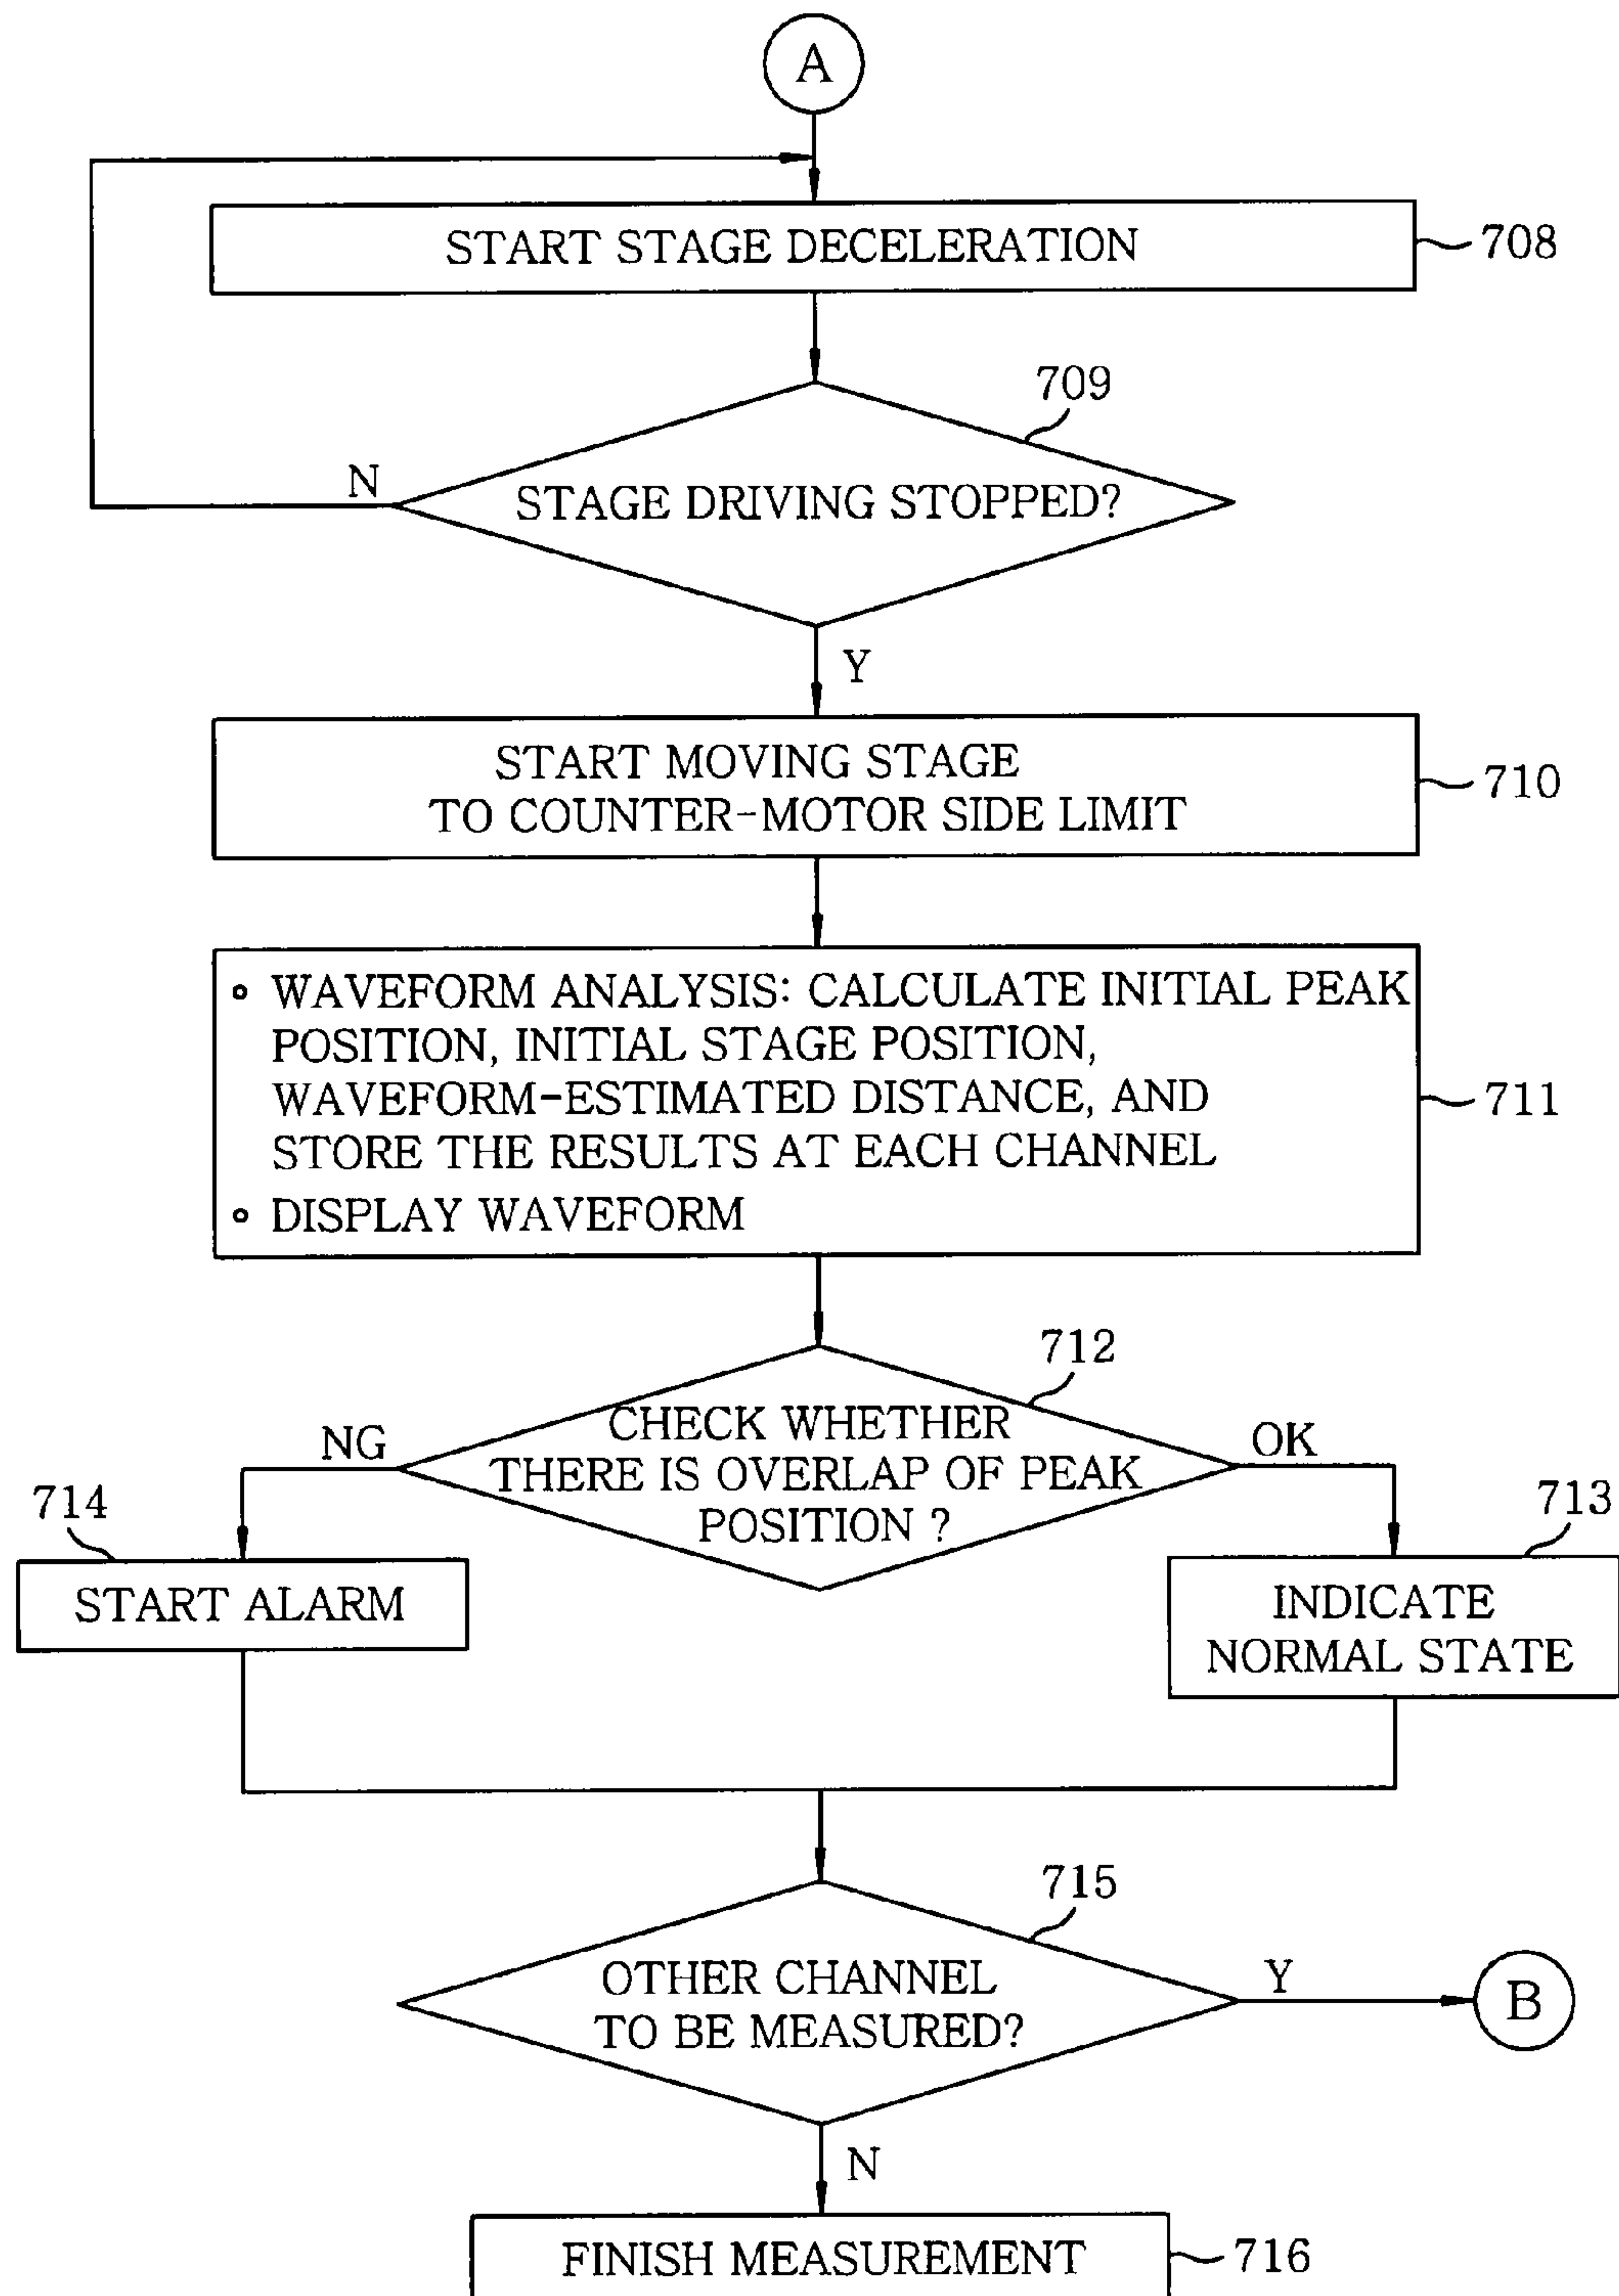 A
START STAGE DECELERATION
708
709
N
STAGE DRIVING STOPPED?
Y
START MOVING STAGE
TO COUNTER-MOTOR SIDE LIMIT
710
∘ WAVEFORM ANALYSIS: CALCULATE INITIAL PEAK
POSITION, INITIAL STAGE POSITION,
WAVEFORM-ESTIMATED DISTANCE, AND
STORE THE RESULTS AT EACH CHANNEL
∘ DISPLAY WAVEFORM
711
712
NG
CHECK WHETHER
THERE IS OVERLAP OF PEAK
POSITION ?
OK
714
START ALARM
713
INDICATE
NORMAL STATE
715
OTHER CHANNEL
TO BE MEASURED?
Y
B
N
FINISH MEASUREMENT
716